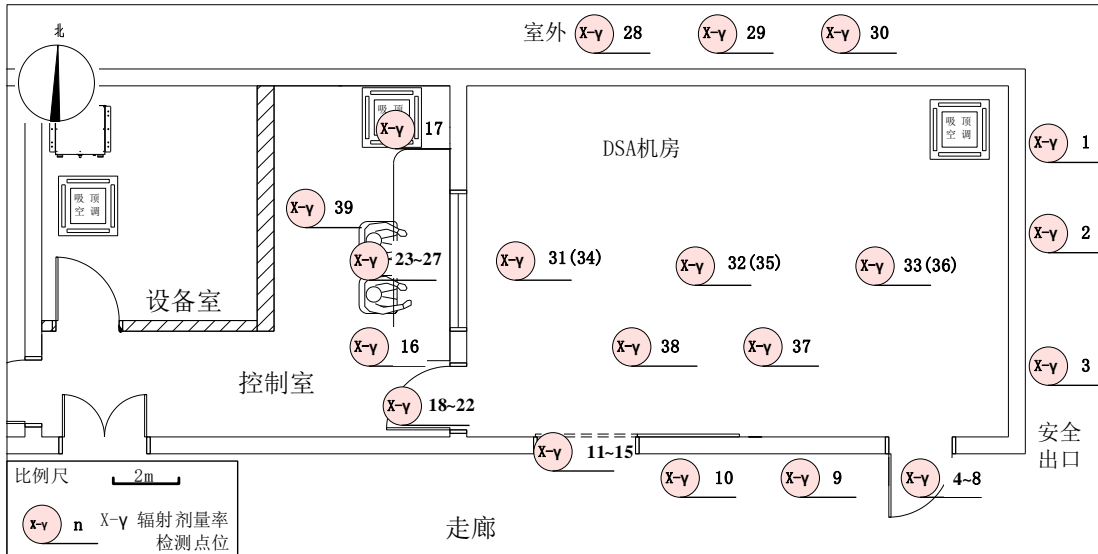 室外
X-γ 28
X-γ 29
X-γ 30
北
吸顶
X-γ 17
DSA机房
吸顶
空调
X-γ 1
吸顶
空调
X-γ 39
X-γ 2
X-γ 23~27
X-γ 31(34)
X-γ 32(35)
X-γ 33(36)
设备室
X-γ 16
X-γ 38
X-γ 37
X-γ 3
控制室
X-γ 18~22
安全
出口
X-γ 11~15
X-γ 10
X-γ 9
X-γ 4~8
比例尺 2m
X-γ n X-γ 辐射剂量率
检测点位
走廊